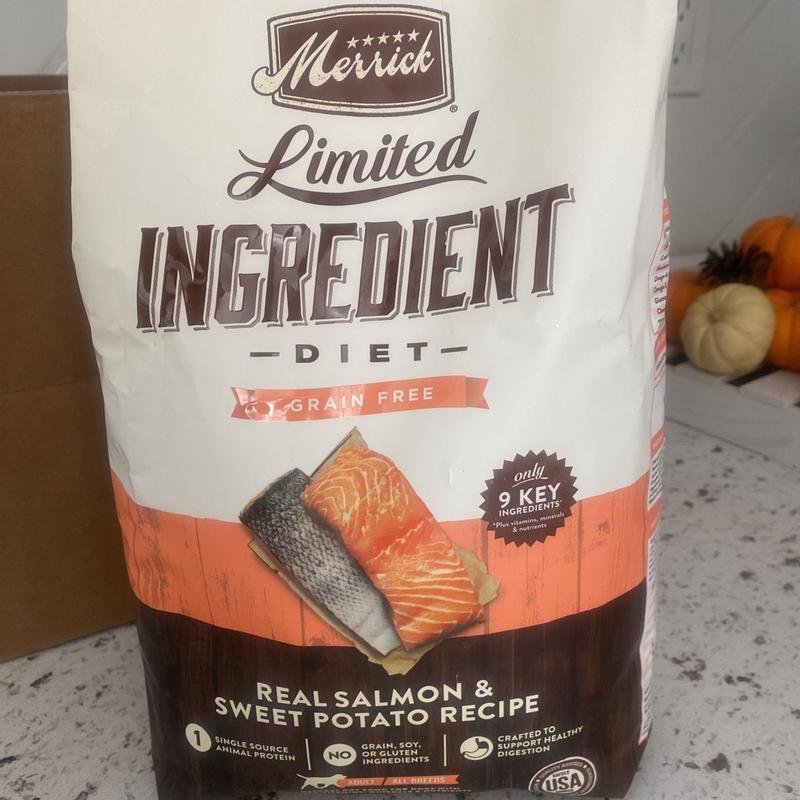 Merrick
Limited
INGREDIENT
DIET
GRAIN FREE
only
9 KEY
INGREDIENTS*
*Plus vitamins, minerals
& nutrients
REAL SALMON &
SWEET POTATO RECIPE
1 SINGLE SOURCE
ANIMAL PROTEIN
NO GRAIN, SOY,
OR GLUTEN
INGREDIENTS
CRAFTED TO
SUPPORT HEALTHY
DIGESTION
ADULT / ALL BREEDS
USA